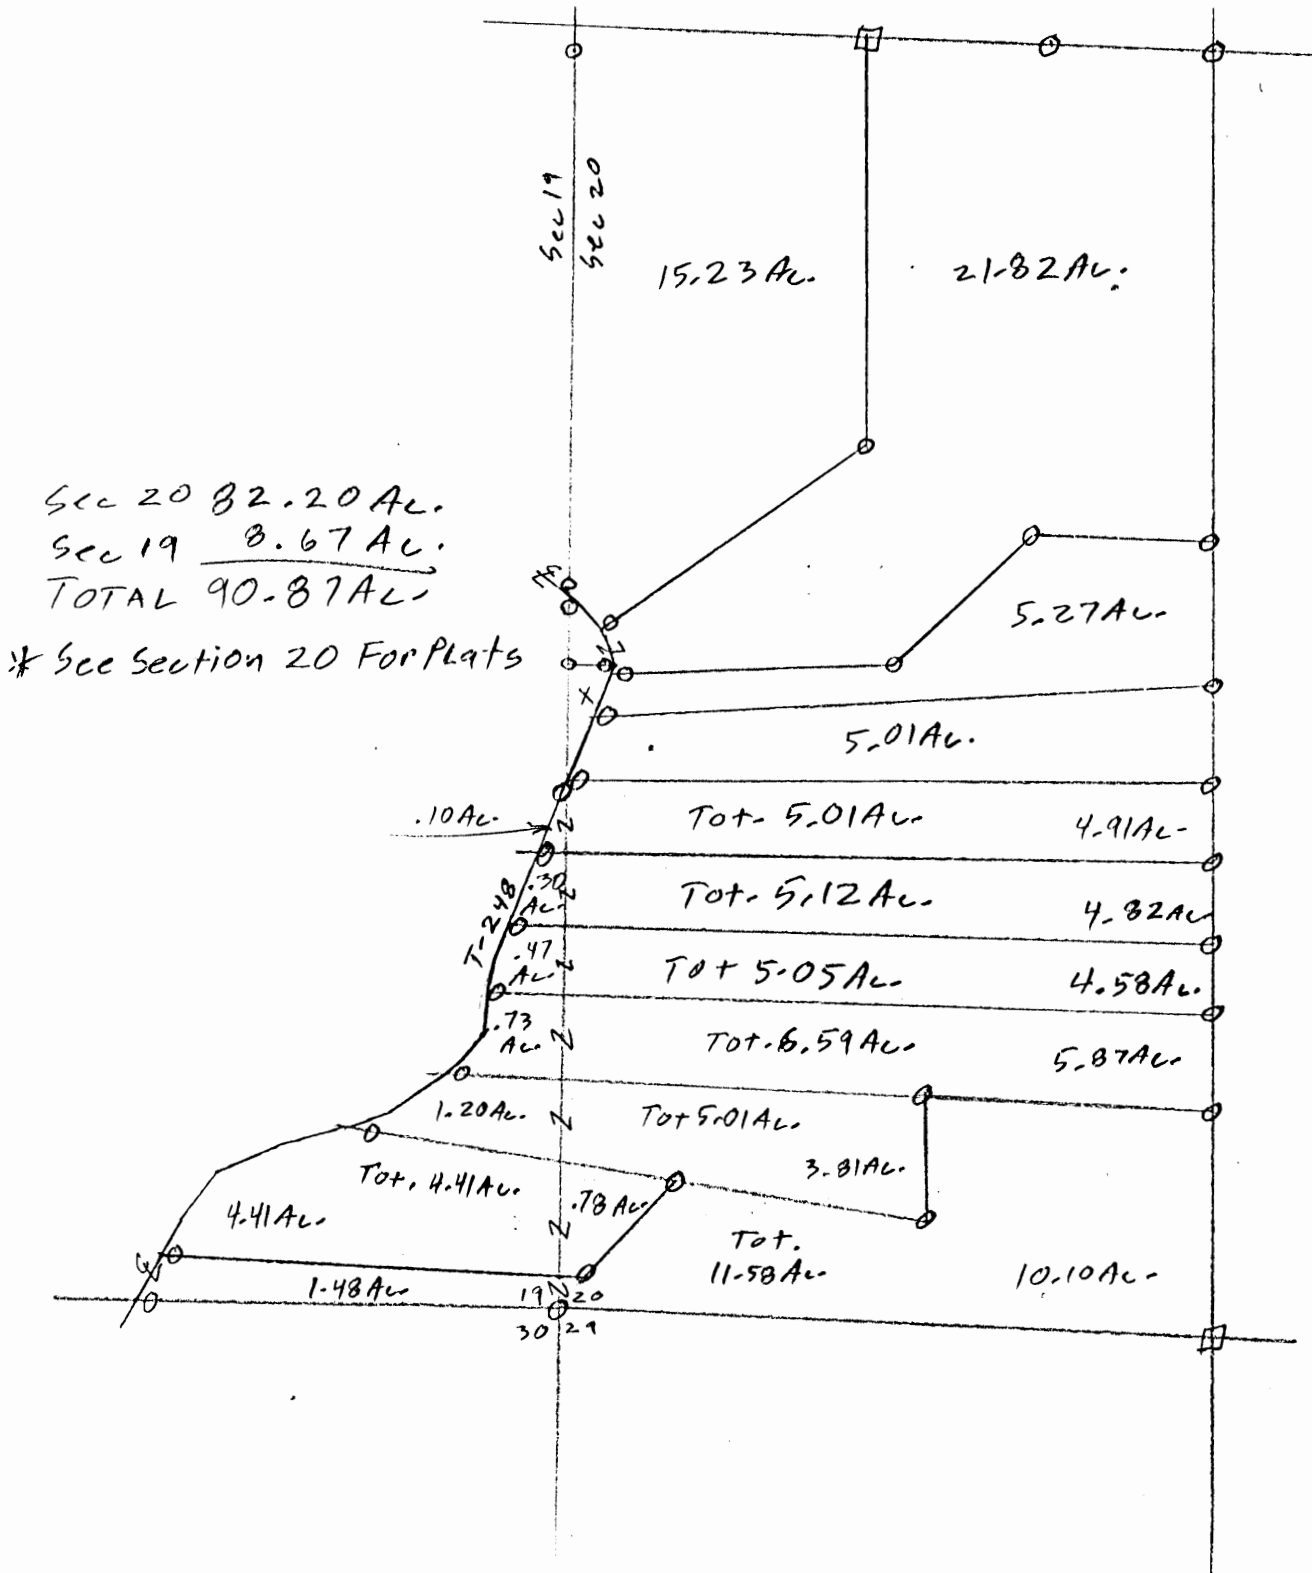 Sec 19
Sec 20
15.23 Ac.
21.82 Ac.
Sec 20 82.20 Ac.
Sec 19 8.67 Ac.
TOTAL 90.87 Ac.
* See Section 20 For Plats
5.27 Ac.
5.01 Ac.
.10 Ac.
Tot. 5.01 Ac.
4.91 Ac.
T-248
.30
Ac.
Tot. 5.12 Ac.
4.82 Ac
.47
Ac.
Tot 5.05 Ac.
4.58 Ac.
.73
Ac.
Tot. 6.59 Ac.
5.87 Ac.
1.20 Ac.
Tot 5.01 Ac.
3.81 Ac.
Tot. 4.41 Ac.
4.41 Ac.
.78 Ac.
Tot.
11.58 Ac.
10.10 Ac.
1.48 Ac.
19 20
30 29